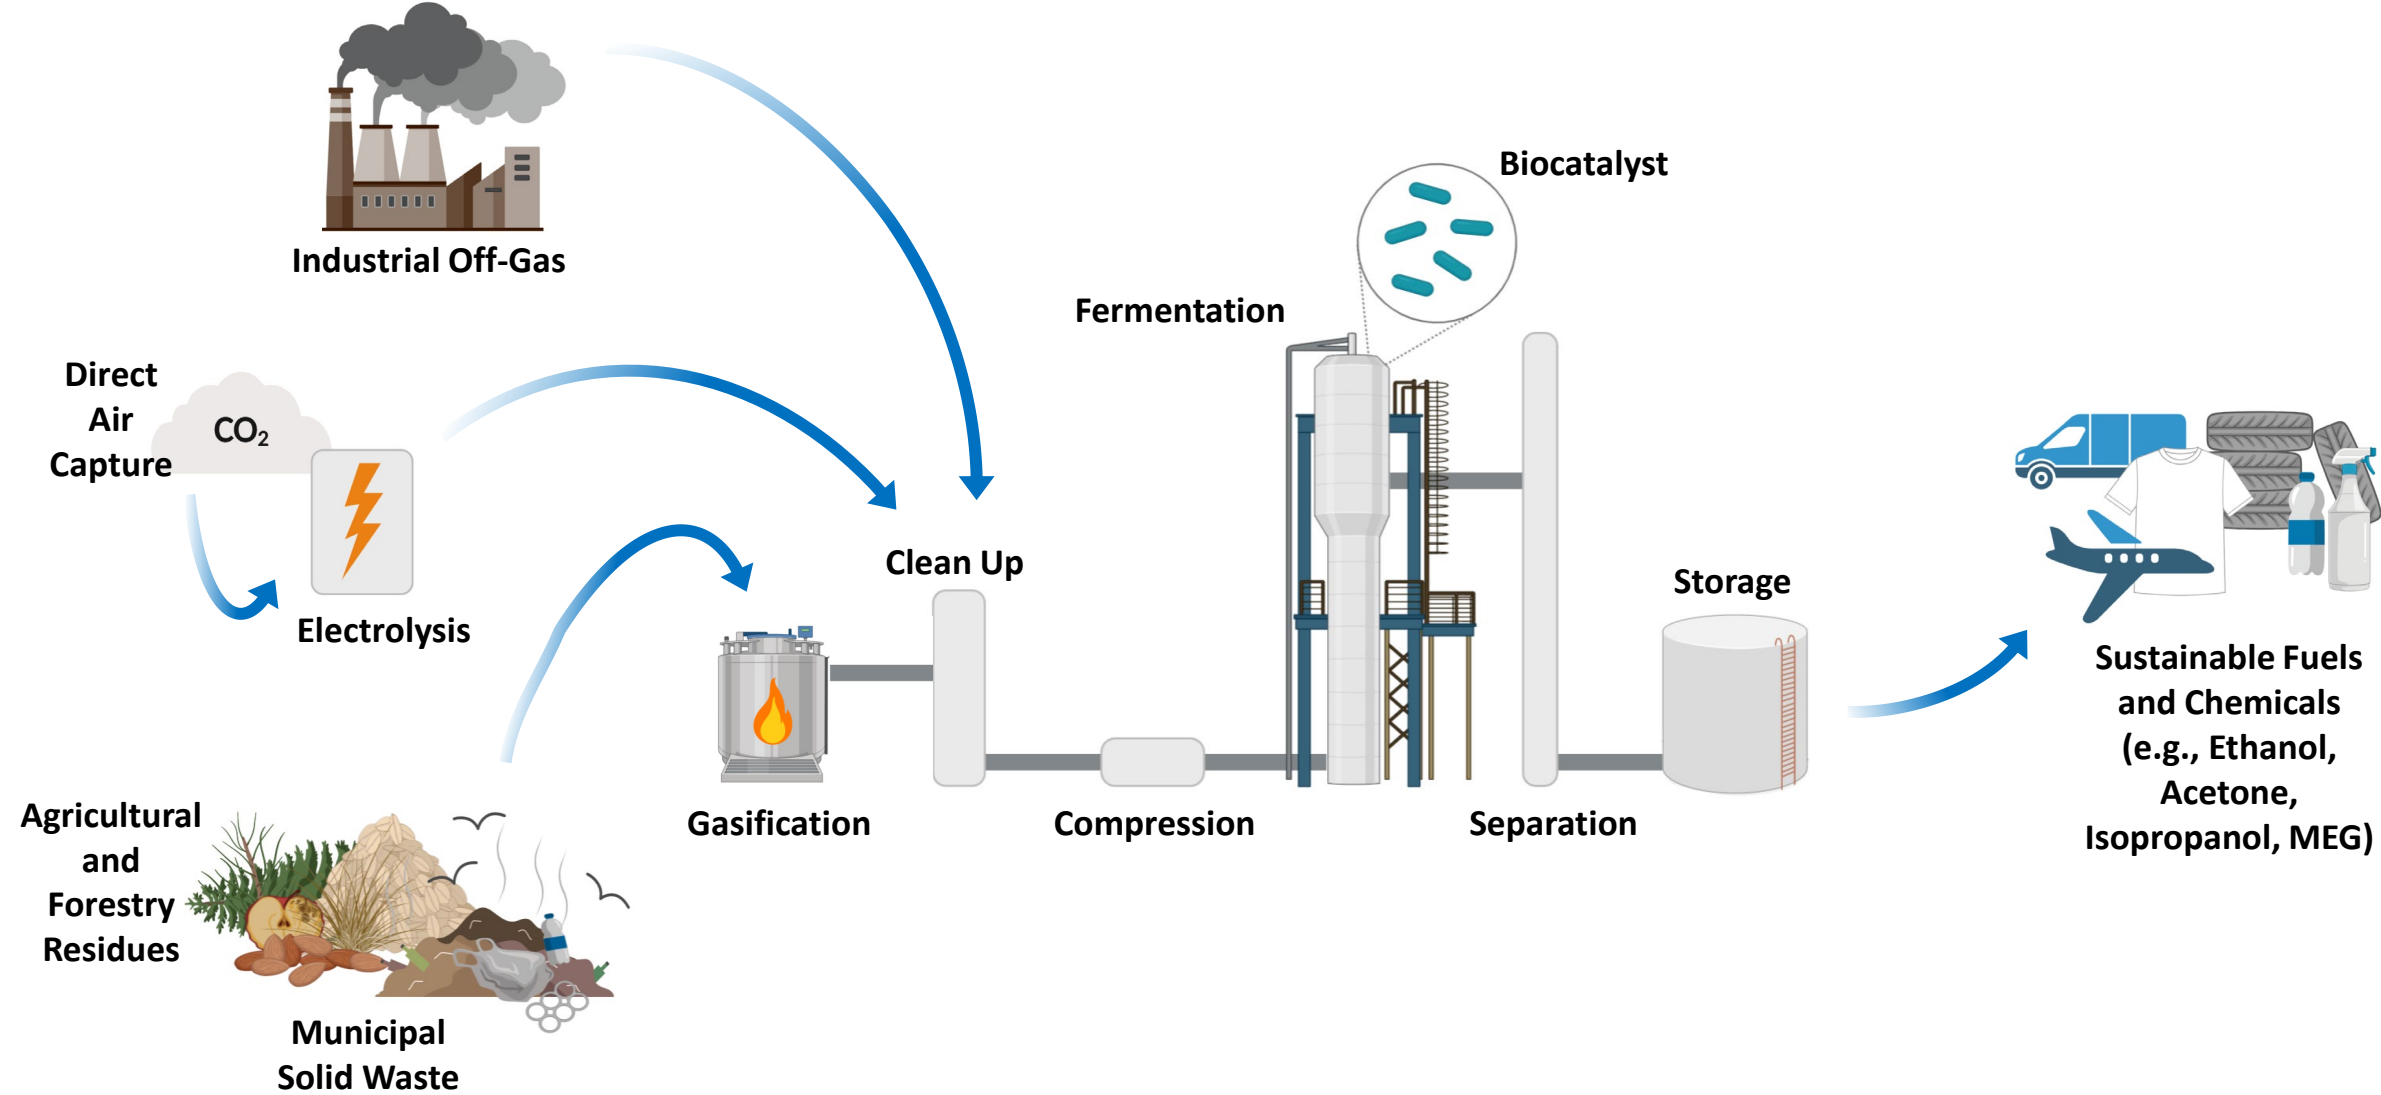 Industrial Off-Gas
Direct
Air
Capture
CO₂
Electrolysis
Agricultural
and
Forestry
Residues
Municipal
Solid Waste
Gasification
Clean Up
Compression
Fermentation
Biocatalyst
Separation
Storage
Sustainable Fuels
and Chemicals
(e.g., Ethanol,
Acetone,
Isopropanol, MEG)